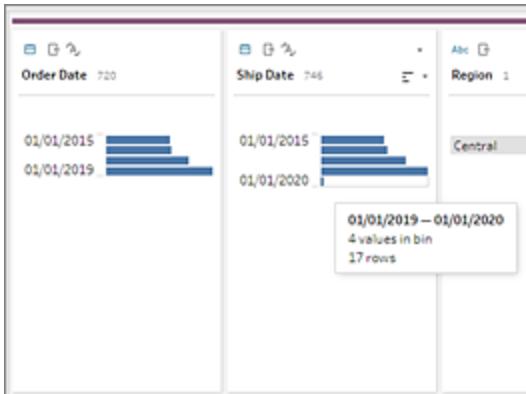 Order Date 720
01/01/2015
01/01/2019
Ship Date 746
01/01/2015
01/01/2020
Abc
Region 1
Central
01/01/2019 — 01/01/2020
4 values in bin
17 rows